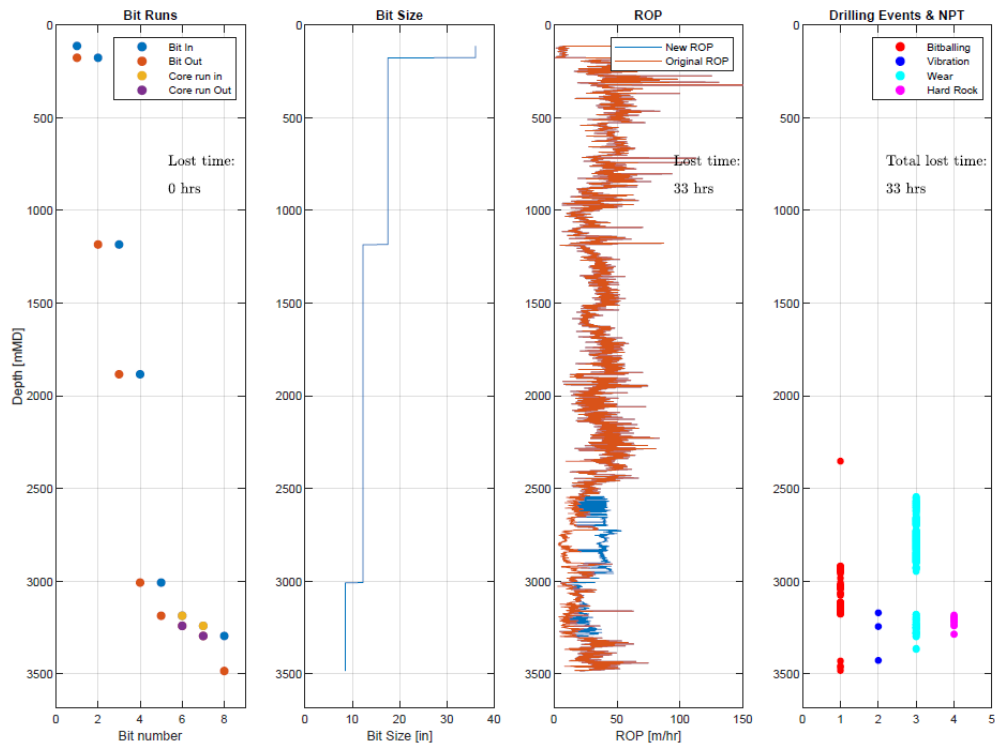 Bit Runs
Bit In
Bit Out
Core run in
Core run Out
Lost time:
0 hrs
0
500
1000
1500
2000
2500
3000
3500
Depth [mMD]
0 2 4 6 8
Bit number
Bit Size
0
500
1000
1500
2000
2500
3000
3500
0 10 20 30 40
Bit Size [in]
ROP
New ROP
Original ROP
Lost time:
33 hrs
0
500
1000
1500
2000
2500
3000
3500
0 50 100 150
ROP [m/hr]
Drilling Events & NPT
Bitballing
Vibration
Wear
Hard Rock
Total lost time:
33 hrs
0
500
1000
1500
2000
2500
3000
3500
0 1 2 3 4 5